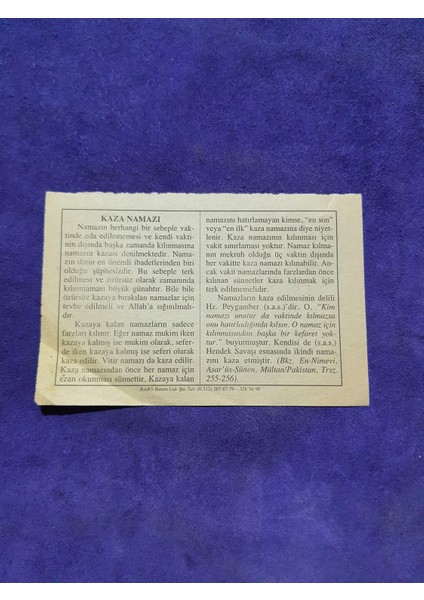 KAZA NAMAZI
Namazın herhangi bir sebeple vak-
tinde eda edilememesi ve kendi vakti-
nin dışında başka zamanda kılınmasına
namazın kazası denilmektedir. Nama-
zın dinin en önemli ibadetlerinden biri
olduğu şüphesizdir. Bu sebeple terk
edilmesi ve özürsüz olarak zamanında
kılınmaması büyük günahtır. Bile bile
özürsüz kazaya bırakılan namazlar için
tevbe edilmeli ve Allah'a sığınılmalı-
dır.
Kazaya kalan namazların sadece
farzları kılınır. Eğer namaz mukim iken
kazaya kalmış ise mukim olarak, sefer-
de iken kazaya kalmış ise seferi olarak
kaza edilir. Vitir namazı da kaza edilir.
Kaza namazından önce her namaz için
ezan okunması sünnettir. Kazaya kalan
namazını hatırlamayan kimse, "en son"
veya "en ilk" kaza namazına diye niyet-
lenir. Kaza namazının kılınması için
vakit sınırlaması yoktur. Namaz kılma-
nın mekruh olduğu üç vaktin dışında
her vakitte kaza namazı kılınabilir. An-
cak vakit namazlarında farzlardan önce
kılınan sünnetler kaza kılınmak için
terk edilmemelidir.
Namazların kaza edilmesinin delili
Hz. Peygamber (s.a.s.)'dir. O, "Kim
namazı unutur da vaktinde kılmazsa
onu hatırladığında kılsın. O namaz için
kılınmasından başka bir kefaret yok-
tur." buyurmuştur. Kendisi de (s.a.s.)
Hendek Savaşı esnasında ikindi nama-
zını kaza etmiştir. (Bkz. En-Nimevi,
Asar'üs-Sünen, Mültan/Pakistan, Trsz.
255-256).